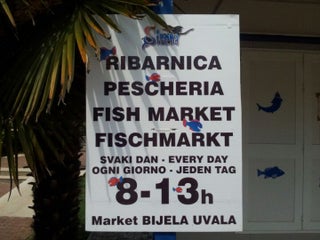 RIBARNICA
PESCHERIA
FISH MARKET
FISCHMARKT
SVAKI DAN - EVERY DAY
OGNI GIORNO - JEDEN TAG
8-13h
Market BIJELA UVALA